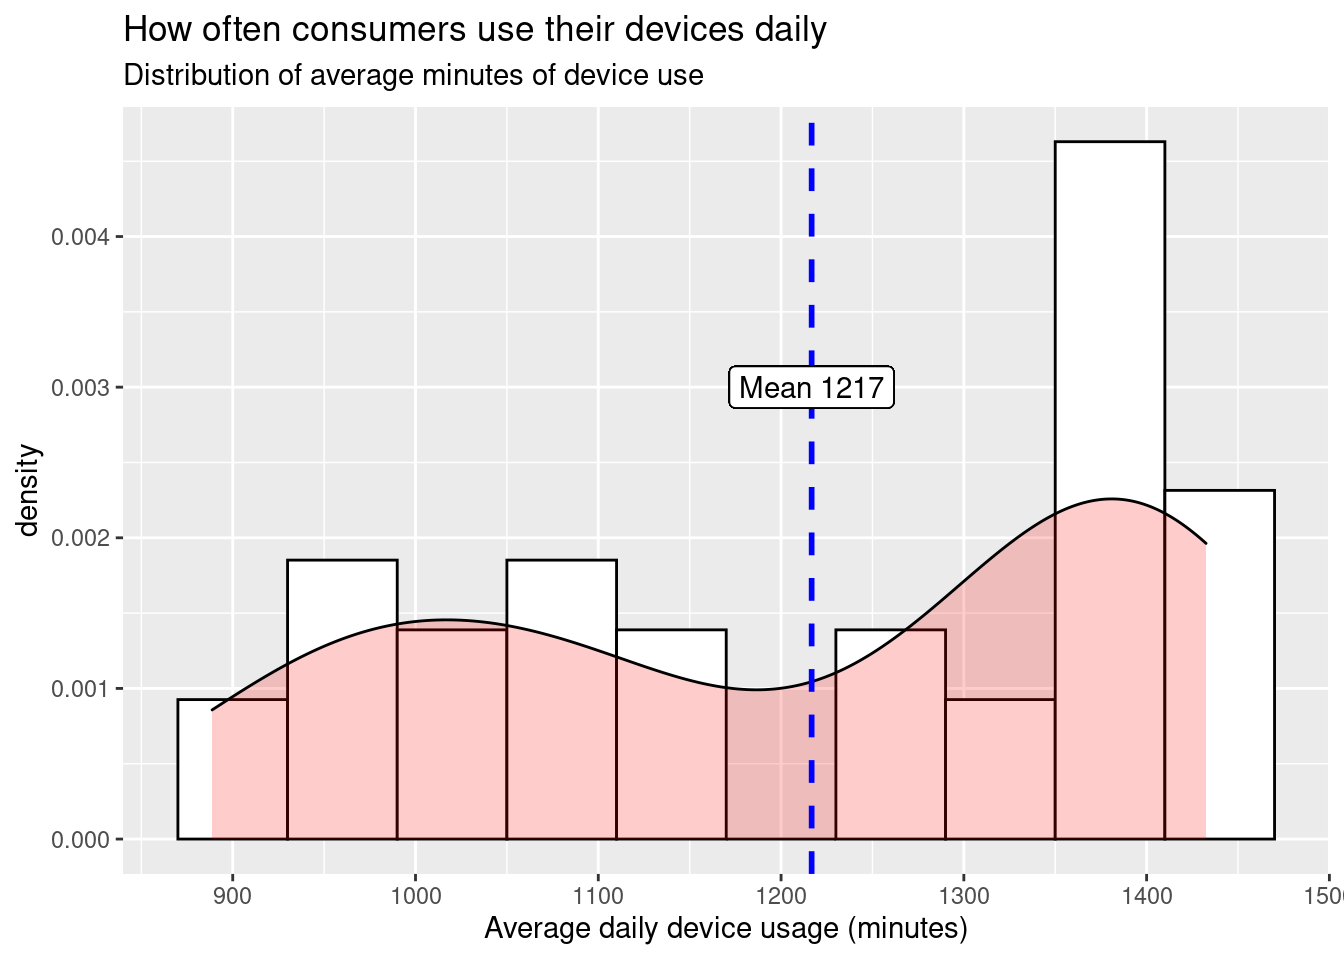 How often consumers use their devices daily
Distribution of average minutes of device use
density
0.004
0.003
0.002
0.001
0.000
Mean 1217
900 1000 1100 1200 1300 1400 150
Average daily device usage (minutes)